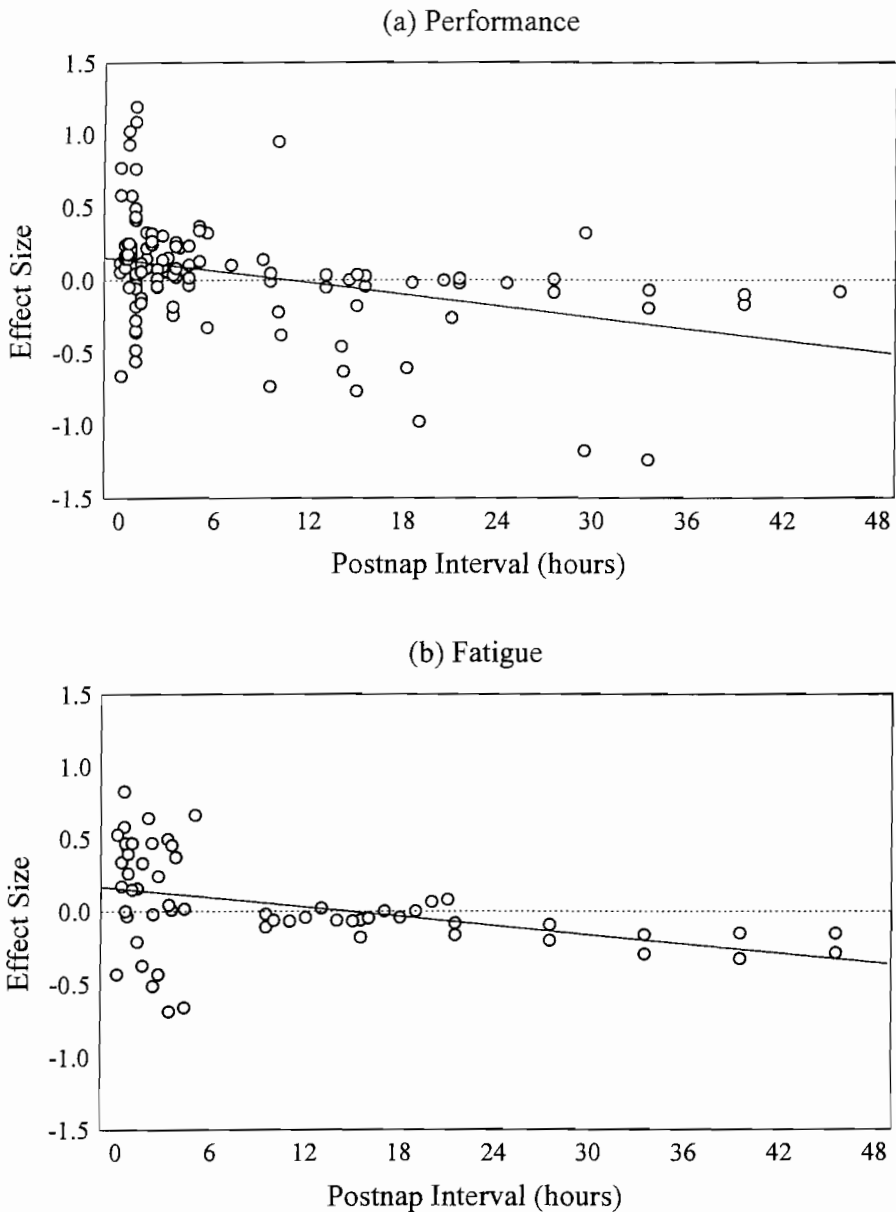 (a) Performance
1.5
1.0
0.5
0.0
-0.5
-1.0
-1.5
Effect Size
0 6 12 18 24 30 36 42 48
Postnap Interval (hours)
(b) Fatigue
1.5
1.0
0.5
0.0
-0.5
-1.0
-1.5
Effect Size
0 6 12 18 24 30 36 42 48
Postnap Interval (hours)